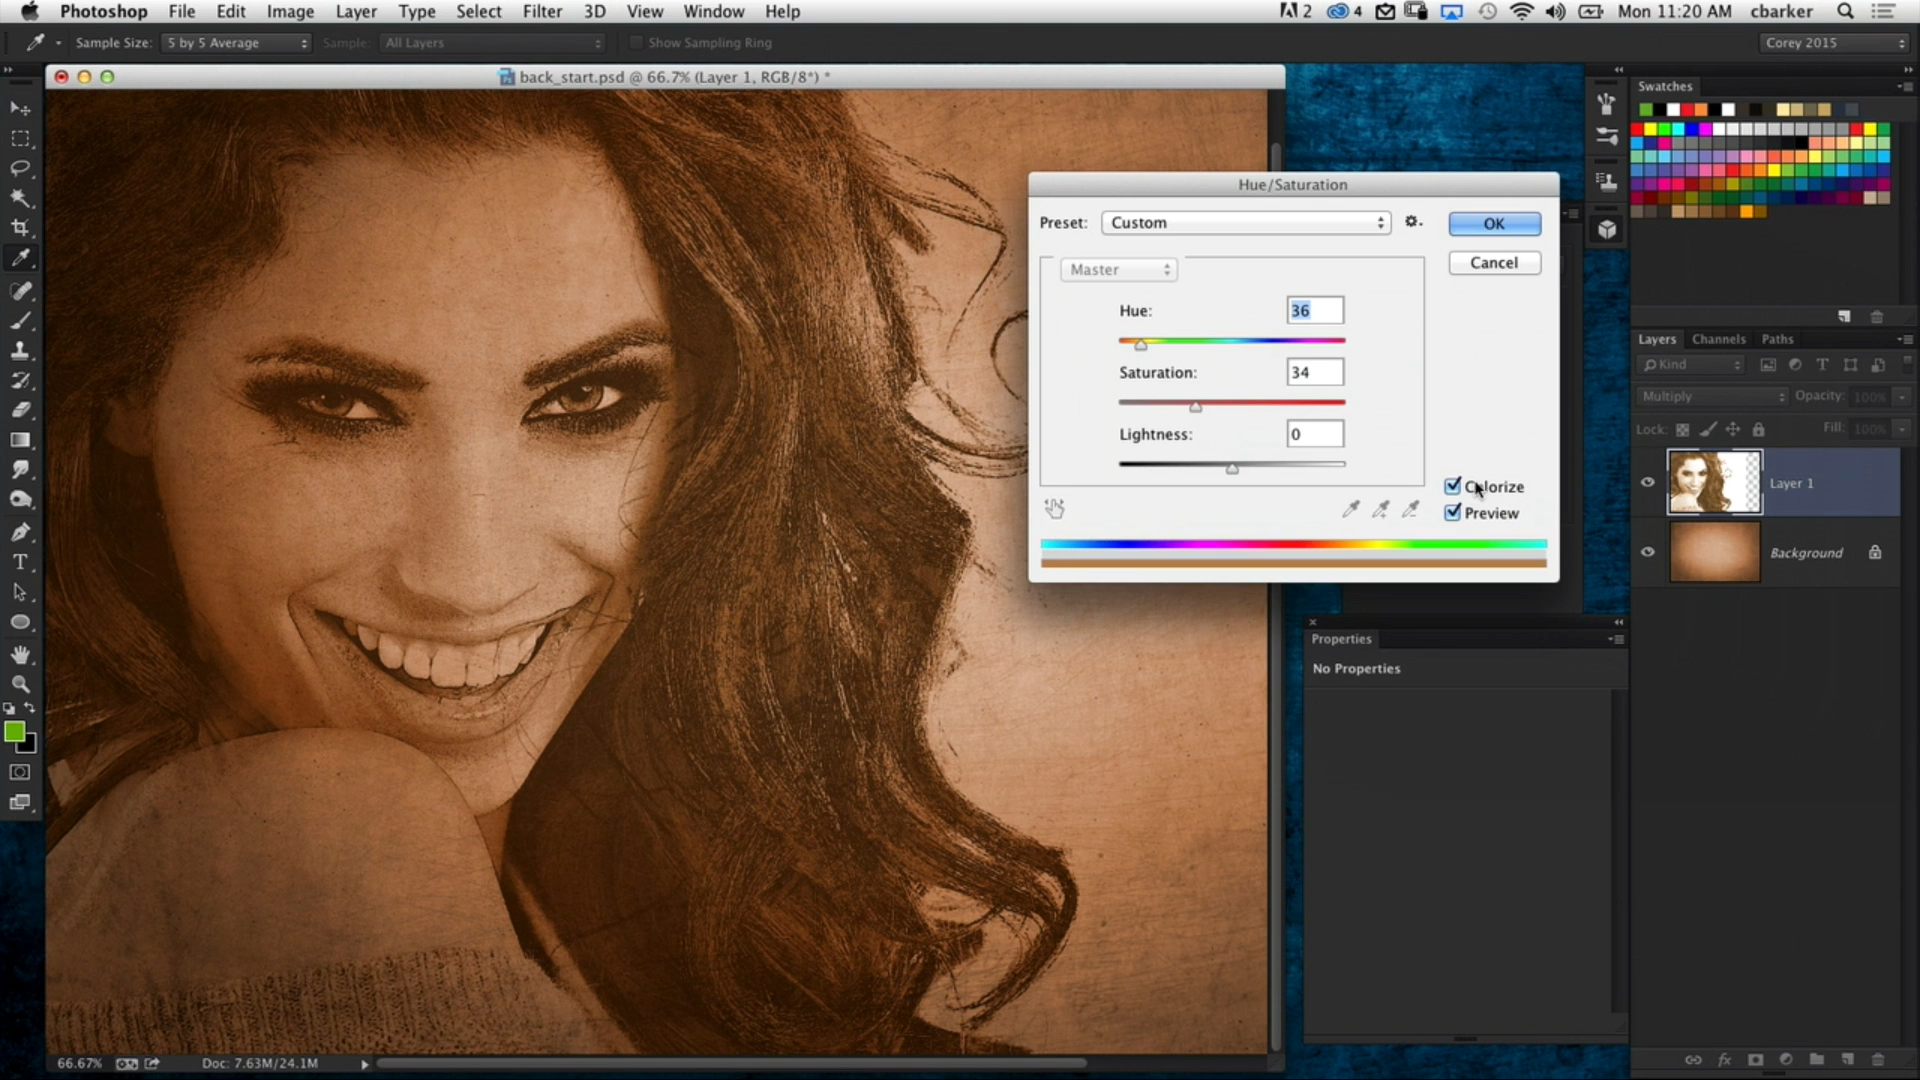 Photoshop File Edit Image Layer Type Select Filter 3D View Window Help 2 4 Mon 11:20 AM cbarker
Sample Size: 5 by 5 Average Sample: All Layers Show Sampling Ring Corey 2015
back_start.psd @ 66.7% (Layer 1, RGB/8*) *
Swatches
Hue/Saturation
Preset: Custom OK
Master Cancel
Hue: 36
Saturation: 34
Lightness: 0
Colorize
Preview
Layers Channels Paths
Kind
Multiply Opacity: 100%
Lock: Fill: 100%
Layer 1
Background
Properties
No Properties
66.67% Doc: 7.63M/24.1M